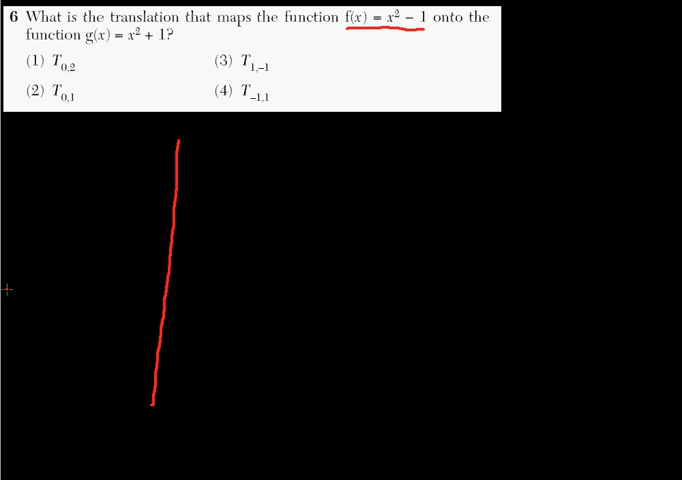 6 What is the translation that maps the function f(x) = x² − 1 onto the
function g(x) = x² + 1?
(1) T₀,₂ (3) T₁,₋₁
(2) T₀,₁ (4) T₋₁,₁